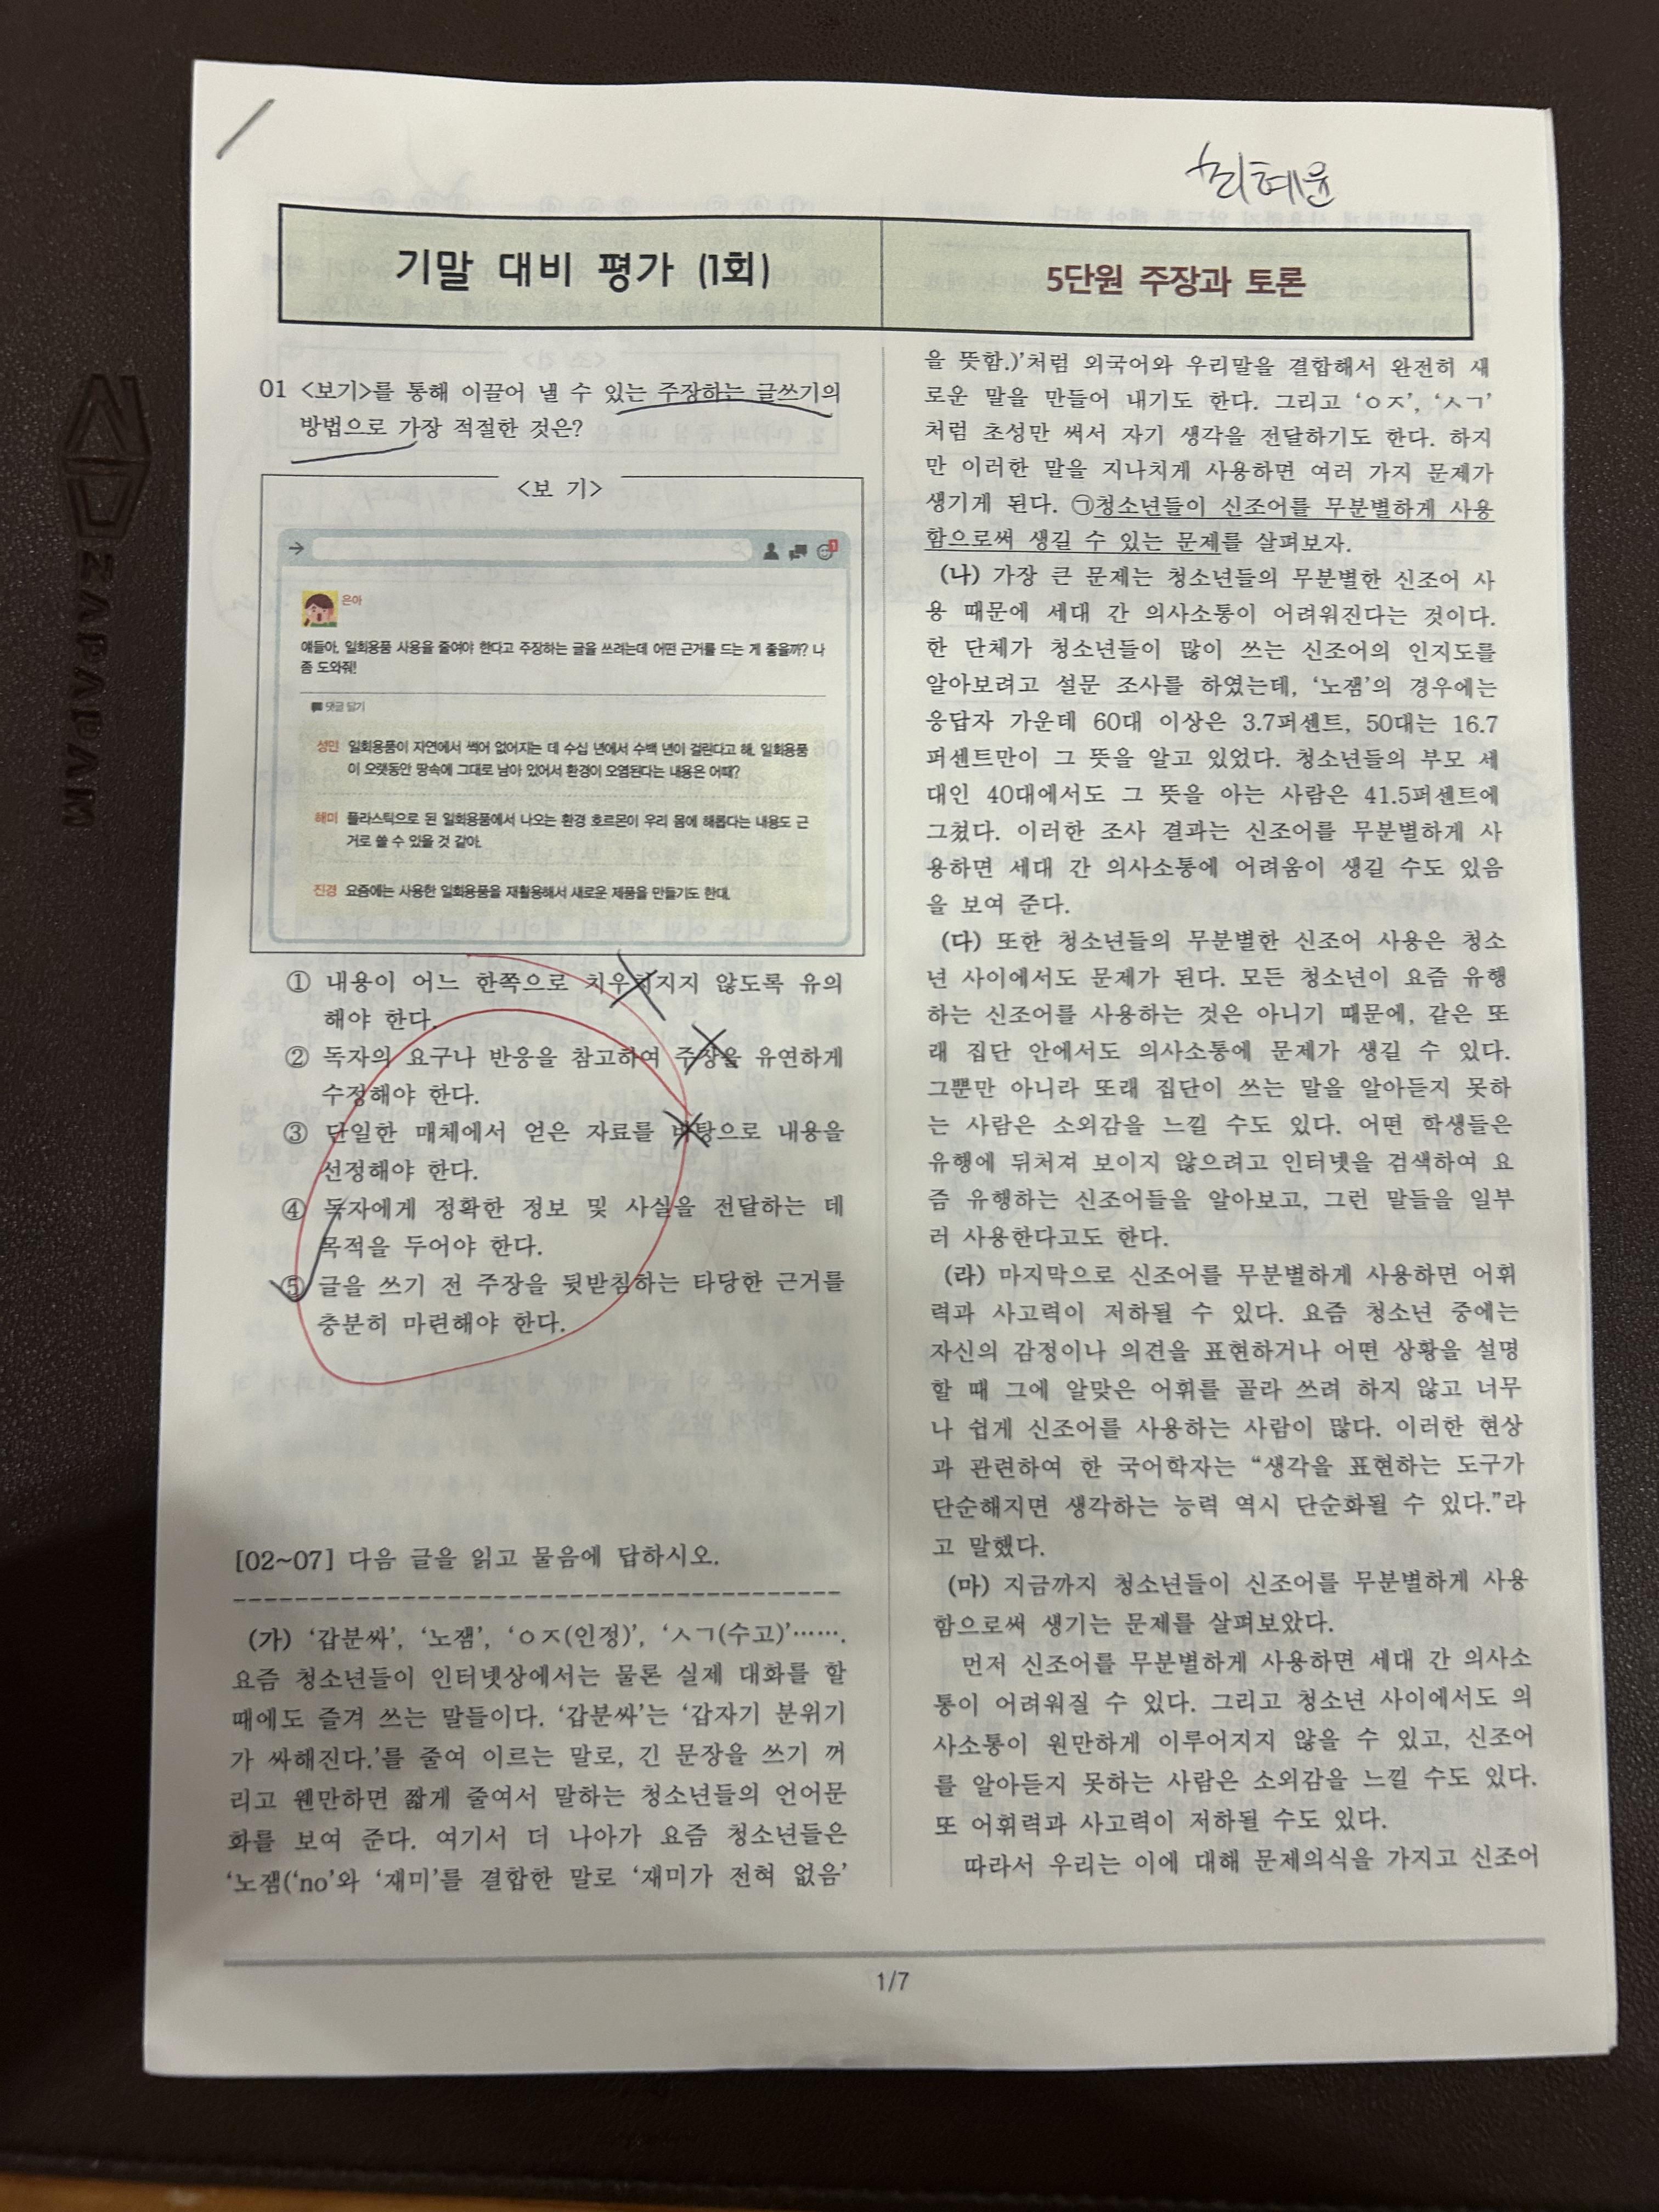 최혜윤
기말 대비 평가 (1회)
5단원 주장과 토론
01 <보기>를 통해 이끌어 낼 수 있는 주장하는 글쓰기의
방법으로 가장 적절한 것은?
<보 기>
은아
얘들아, 일회용품 사용을 줄여야 한다고 주장하는 글을 쓰려는데 어떤 근거를 드는 게 좋을까? 나
좀 도와줘!
댓글 달기
성민 일회용품이 자연에서 썩어 없어지는 데 수십 년에서 수백 년이 걸린다고 해. 일회용품
이 오랫동안 땅속에 그대로 남아 있어서 환경이 오염된다는 내용은 어때?
해미 플라스틱으로 된 일회용품에서 나오는 환경 호르몬이 우리 몸에 해롭다는 내용도 근
거로 쓸 수 있을 것 같아.
진경 요즘에는 사용한 일회용품을 재활용해서 새로운 제품을 만들기도 한대.
① 내용이 어느 한쪽으로 치우쳐지지 않도록 유의
해야 한다.
② 독자의 요구나 반응을 참고하여 주장을 유연하게
수정해야 한다.
③ 단일한 매체에서 얻은 자료를 바탕으로 내용을
선정해야 한다.
④ 독자에게 정확한 정보 및 사실을 전달하는 데
목적을 두어야 한다.
⑤ 글을 쓰기 전 주장을 뒷받침하는 타당한 근거를
충분히 마련해야 한다.
[02~07] 다음 글을 읽고 물음에 답하시오.
(가) ‘갑분싸’, ‘노잼’, ‘ㅇㅈ(인정)’, ‘ㅅㄱ(수고)’…….
요즘 청소년들이 인터넷상에서는 물론 실제 대화를 할
때에도 즐겨 쓰는 말들이다. ‘갑분싸’는 ‘갑자기 분위기
가 싸해진다.’를 줄여 이르는 말로, 긴 문장을 쓰기 꺼
리고 웬만하면 짧게 줄여서 말하는 청소년들의 언어문
화를 보여 준다. 여기서 더 나아가 요즘 청소년들은
‘노잼(‘no’와 ‘재미’를 결합한 말로 ‘재미가 전혀 없음’
을 뜻함.)’처럼 외국어와 우리말을 결합해서 완전히 새
로운 말을 만들어 내기도 한다. 그리고 ‘ㅇㅈ’, ‘ㅅㄱ’
처럼 초성만 써서 자기 생각을 전달하기도 한다. 하지
만 이러한 말을 지나치게 사용하면 여러 가지 문제가
생기게 된다. ㉠청소년들이 신조어를 무분별하게 사용
함으로써 생길 수 있는 문제를 살펴보자.
(나) 가장 큰 문제는 청소년들의 무분별한 신조어 사
용 때문에 세대 간 의사소통이 어려워진다는 것이다.
한 단체가 청소년들이 많이 쓰는 신조어의 인지도를
알아보려고 설문 조사를 하였는데, ‘노잼’의 경우에는
응답자 가운데 60대 이상은 3.7퍼센트, 50대는 16.7
퍼센트만이 그 뜻을 알고 있었다. 청소년들의 부모 세
대인 40대에서도 그 뜻을 아는 사람은 41.5퍼센트에
그쳤다. 이러한 조사 결과는 신조어를 무분별하게 사
용하면 세대 간 의사소통에 어려움이 생길 수도 있음
을 보여 준다.
(다) 또한 청소년들의 무분별한 신조어 사용은 청소
년 사이에서도 문제가 된다. 모든 청소년이 요즘 유행
하는 신조어를 사용하는 것은 아니기 때문에, 같은 또
래 집단 안에서도 의사소통에 문제가 생길 수 있다.
그뿐만 아니라 또래 집단이 쓰는 말을 알아듣지 못하
는 사람은 소외감을 느낄 수도 있다. 어떤 학생들은
유행에 뒤처져 보이지 않으려고 인터넷을 검색하여 요
즘 유행하는 신조어들을 알아보고, 그런 말들을 일부
러 사용한다고도 한다.
(라) 마지막으로 신조어를 무분별하게 사용하면 어휘
력과 사고력이 저하될 수 있다. 요즘 청소년 중에는
자신의 감정이나 의견을 표현하거나 어떤 상황을 설명
할 때 그에 알맞은 어휘를 골라 쓰려 하지 않고 너무
나 쉽게 신조어를 사용하는 사람이 많다. 이러한 현상
과 관련하여 한 국어학자는 “생각을 표현하는 도구가
단순해지면 생각하는 능력 역시 단순화될 수 있다.”라
고 말했다.
(마) 지금까지 청소년들이 신조어를 무분별하게 사용
함으로써 생기는 문제를 살펴보았다.
먼저 신조어를 무분별하게 사용하면 세대 간 의사소
통이 어려워질 수 있다. 그리고 청소년 사이에서도 의
사소통이 원만하게 이루어지지 않을 수 있고, 신조어
를 알아듣지 못하는 사람은 소외감을 느낄 수도 있다.
또 어휘력과 사고력이 저하될 수도 있다.
따라서 우리는 이에 대해 문제의식을 가지고 신조어
1/7